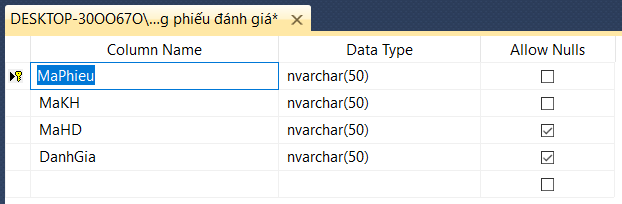 DESKTOP-30OO67O\...g phiếu đánh giá*
Column Name Data Type Allow Nulls
MaPhieu nvarchar(50)
MaKH nvarchar(50)
MaHD nvarchar(50)
DanhGia nvarchar(50)